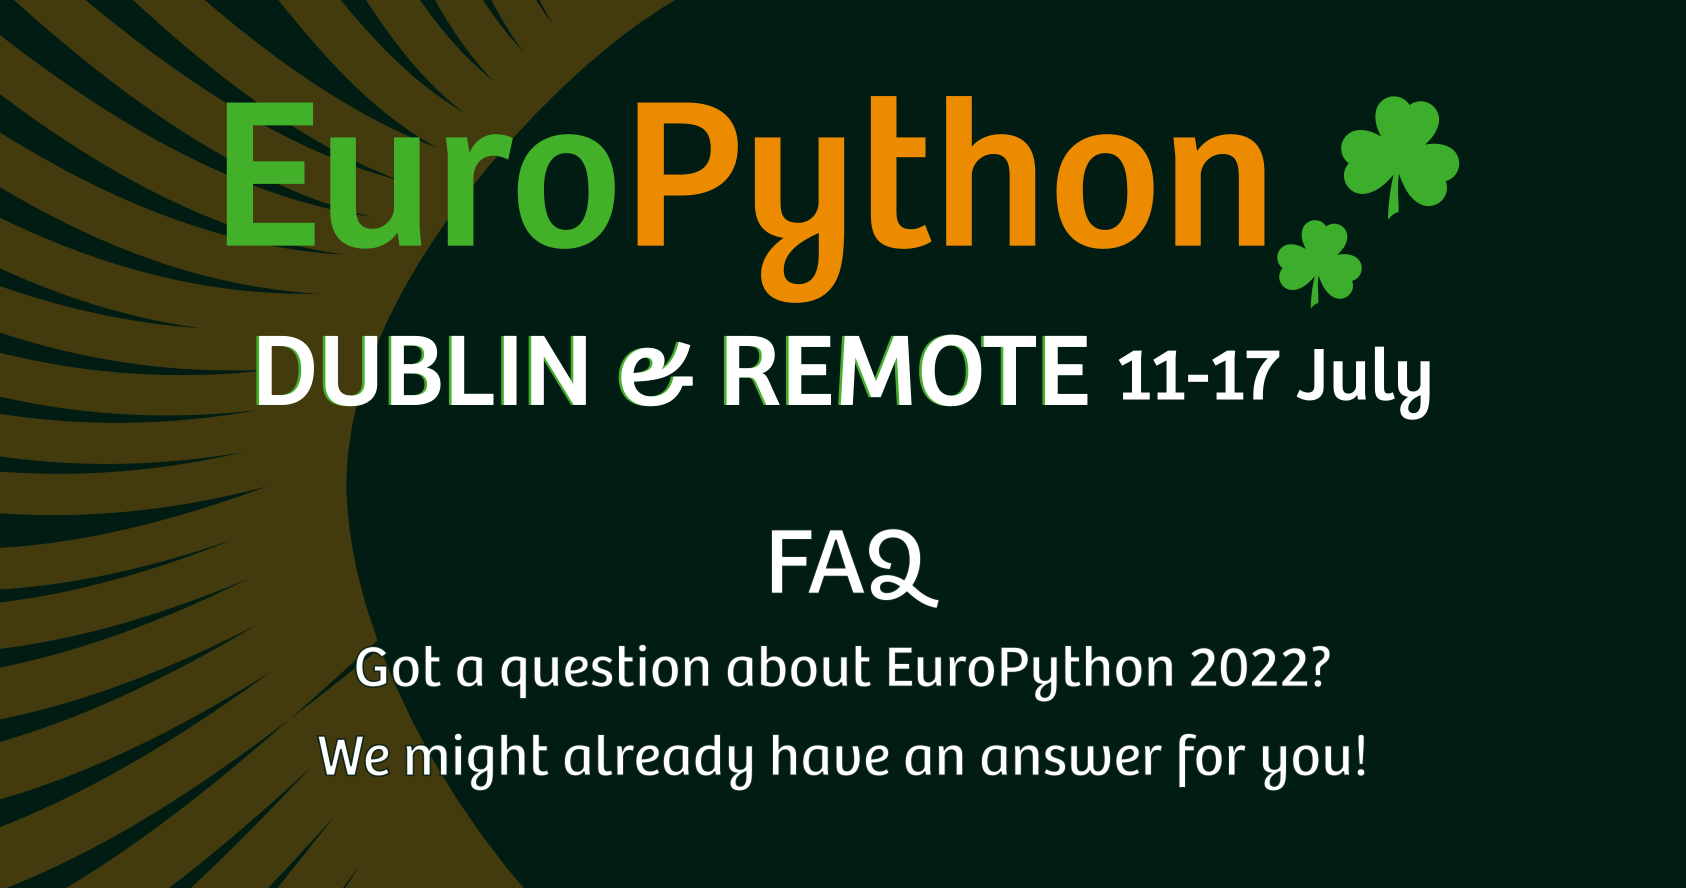 EuroPython
DUBLIN & REMOTE 11-17 July
FAQ
Got a question about EuroPython 2022?
We might already have an answer for you!